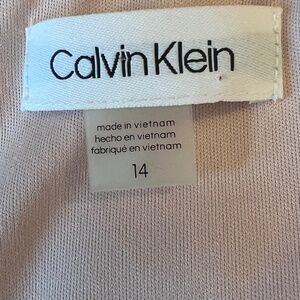 Calvin Klein
made in vietnam
hecho en vietnam
fabriqué en vietnam
14